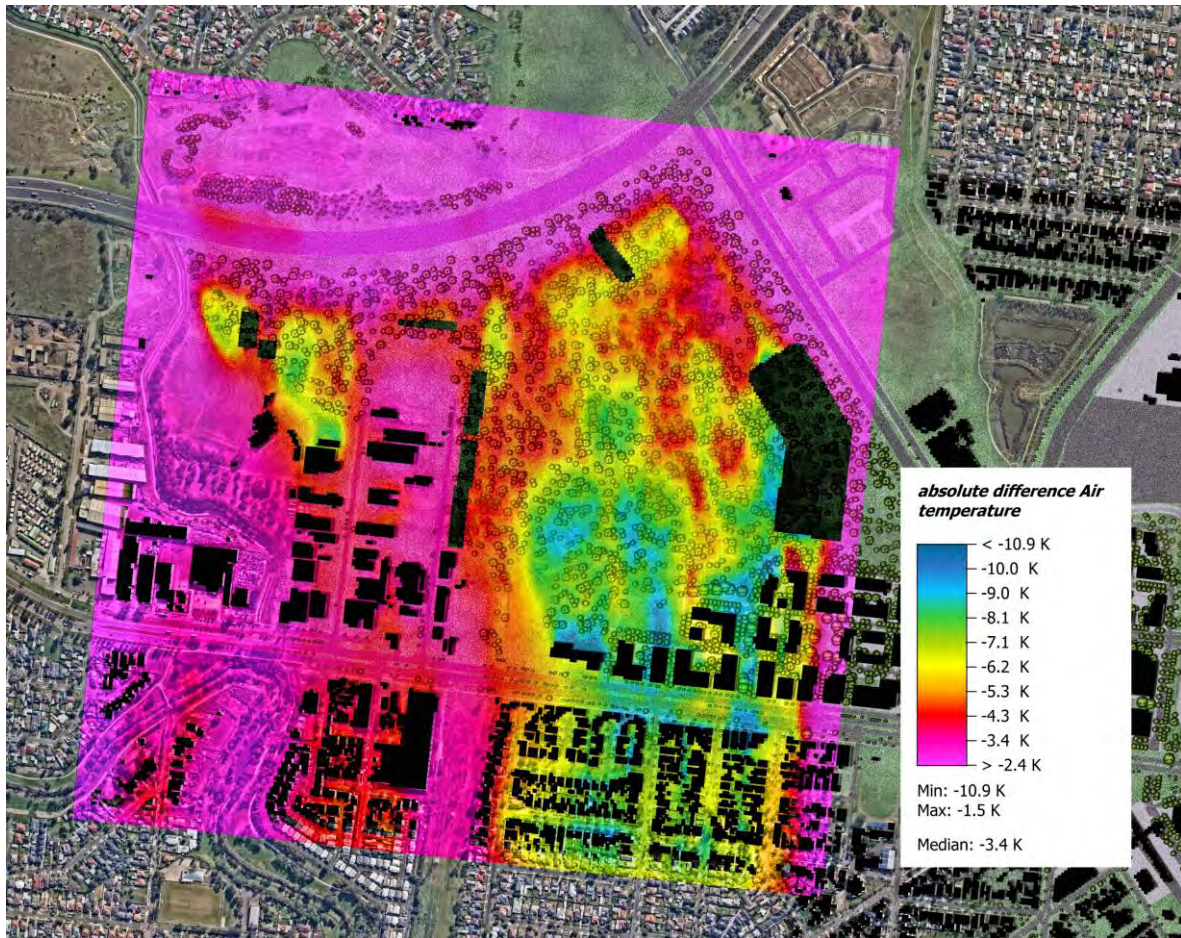 absolute difference Air
temperature
< -10.9 K
-10.0 K
-9.0 K
-8.1 K
-7.1 K
-6.2 K
-5.3 K
-4.3 K
-3.4 K
> -2.4 K
Min: -10.9 K
Max: -1.5 K
Median: -3.4 K